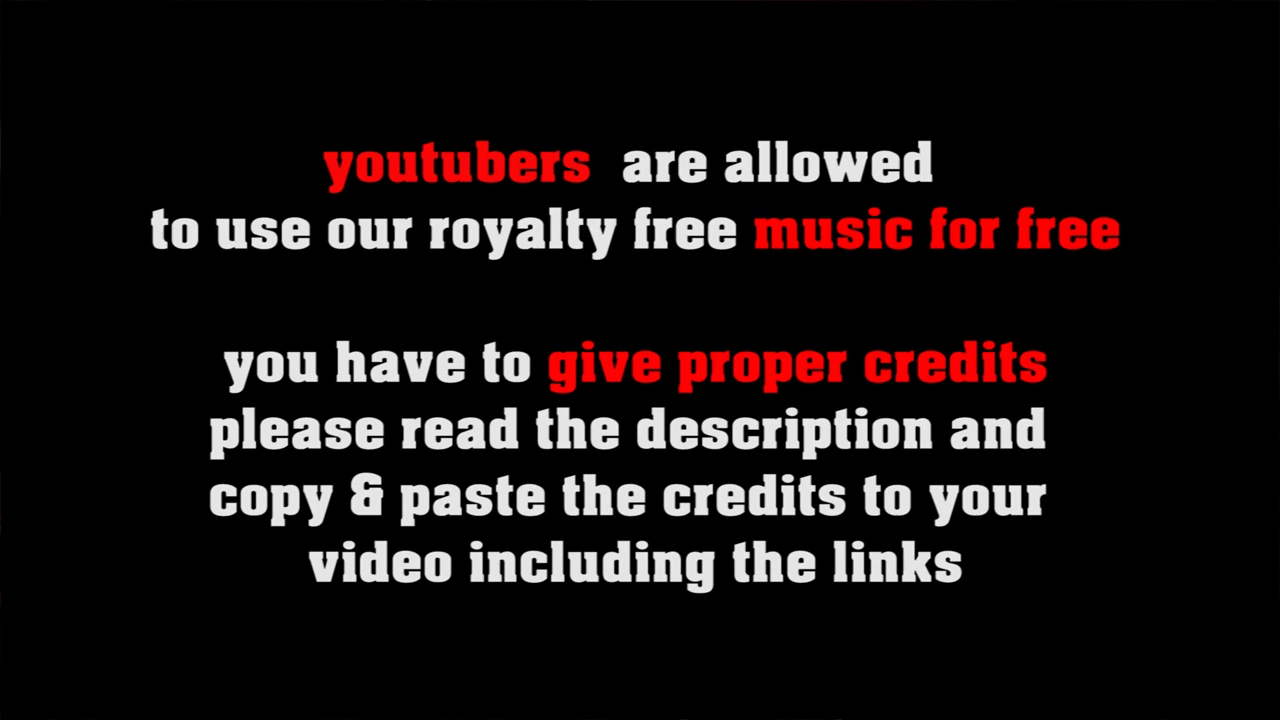 youtubers are allowed
to use our royalty free music for free
you have to give proper credits
please read the description and
copy & paste the credits to your
video including the links